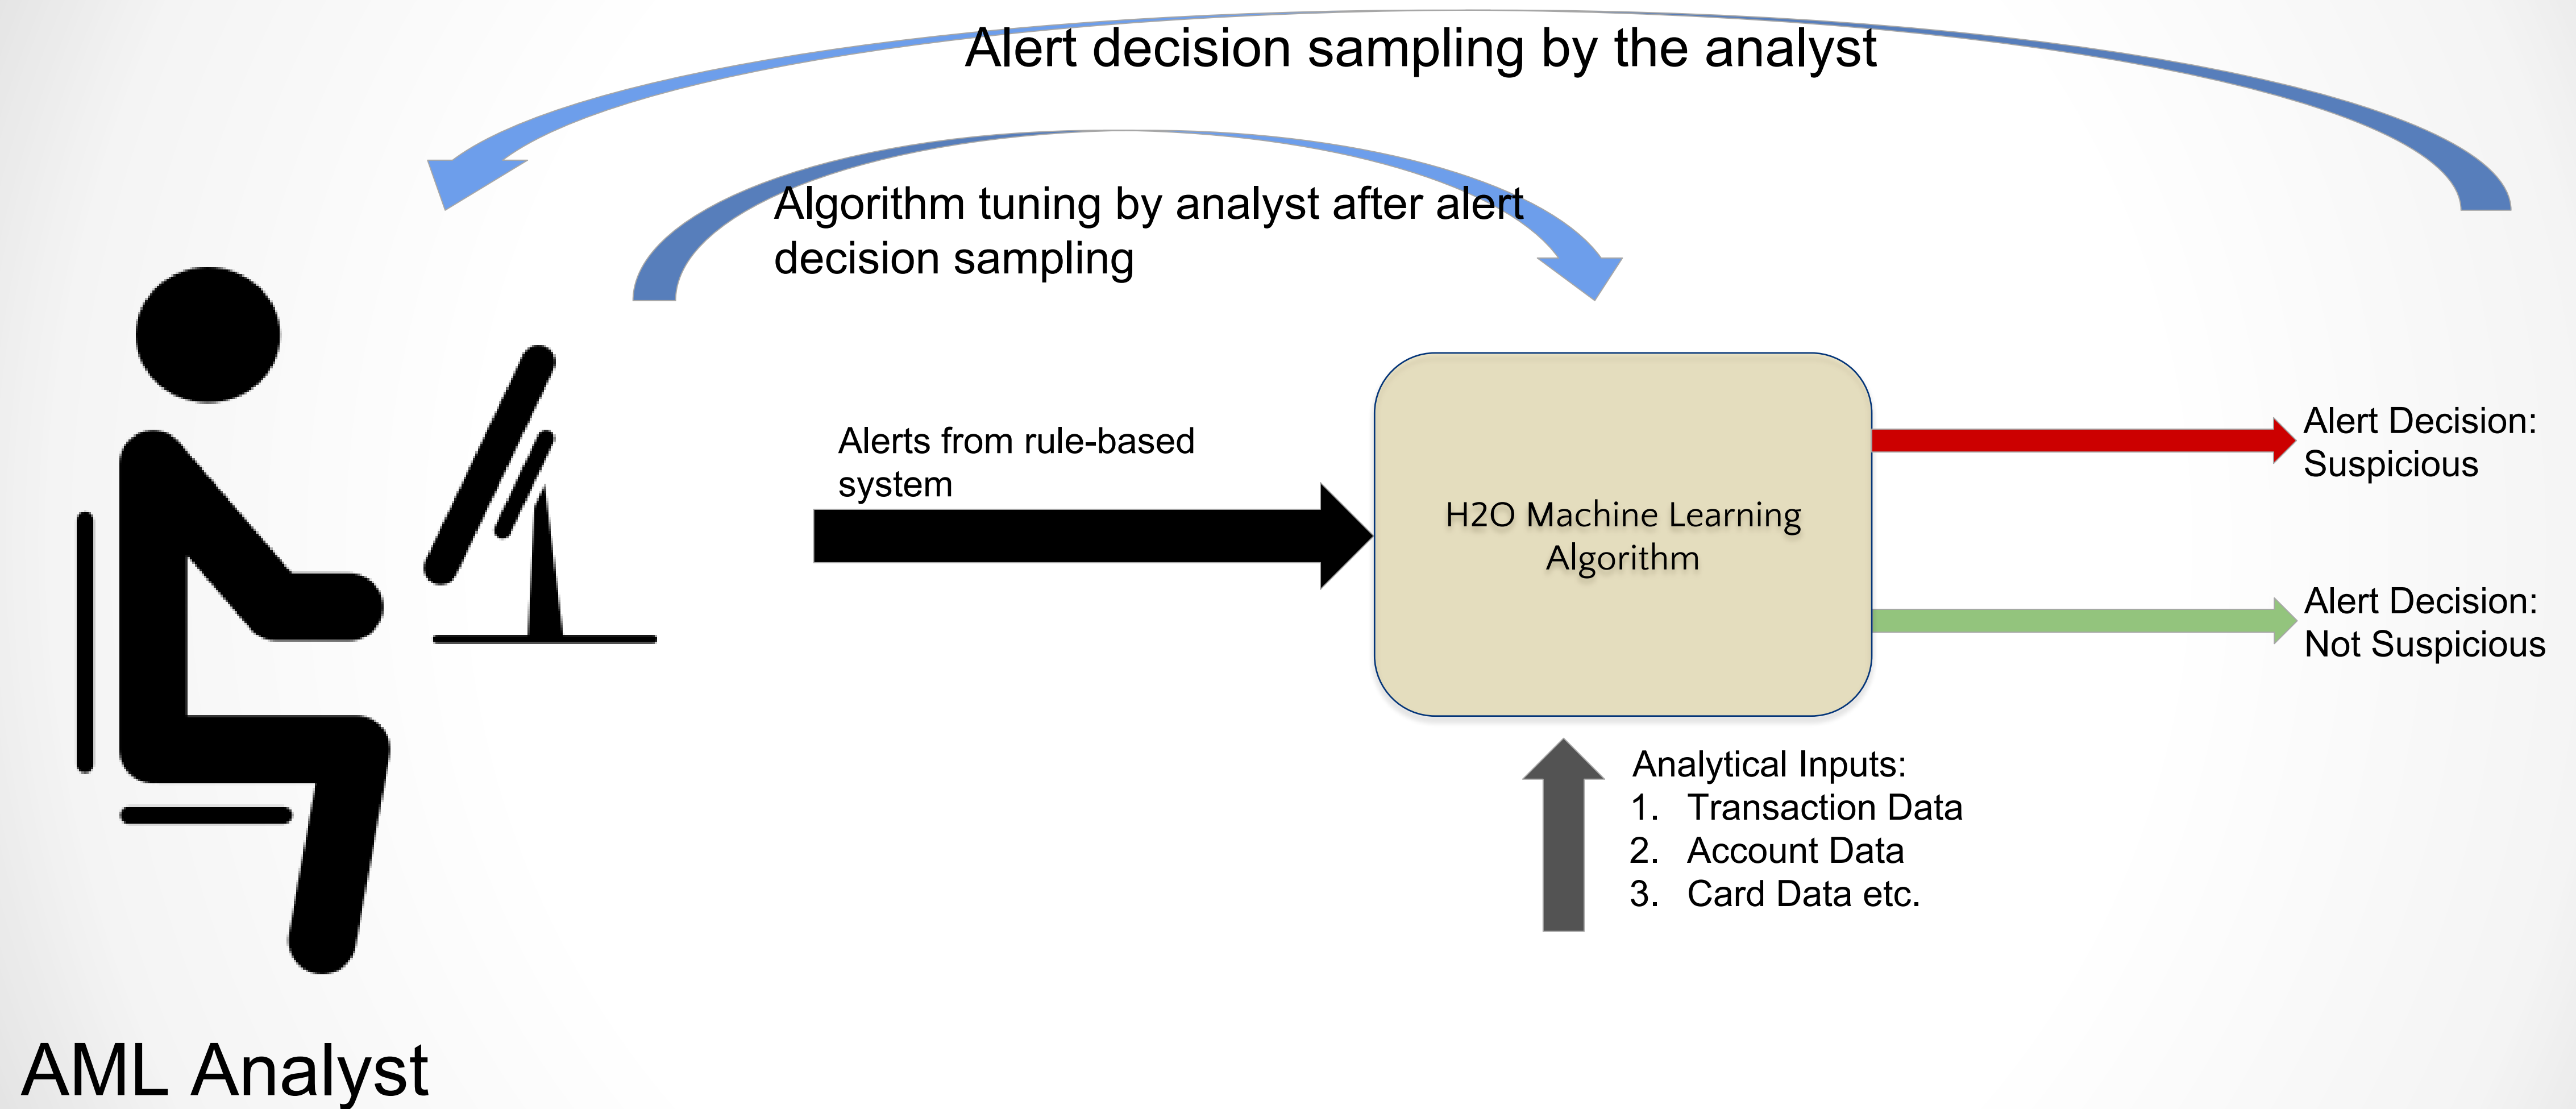 Alert decision sampling by the analyst
Algorithm tuning by analyst after alert
decision sampling
Alerts from rule-based
system
H2O Machine Learning
Algorithm
Alert Decision:
Suspicious
Alert Decision:
Not Suspicious
Analytical Inputs:
1. Transaction Data
2. Account Data
3. Card Data etc.
AML Analyst